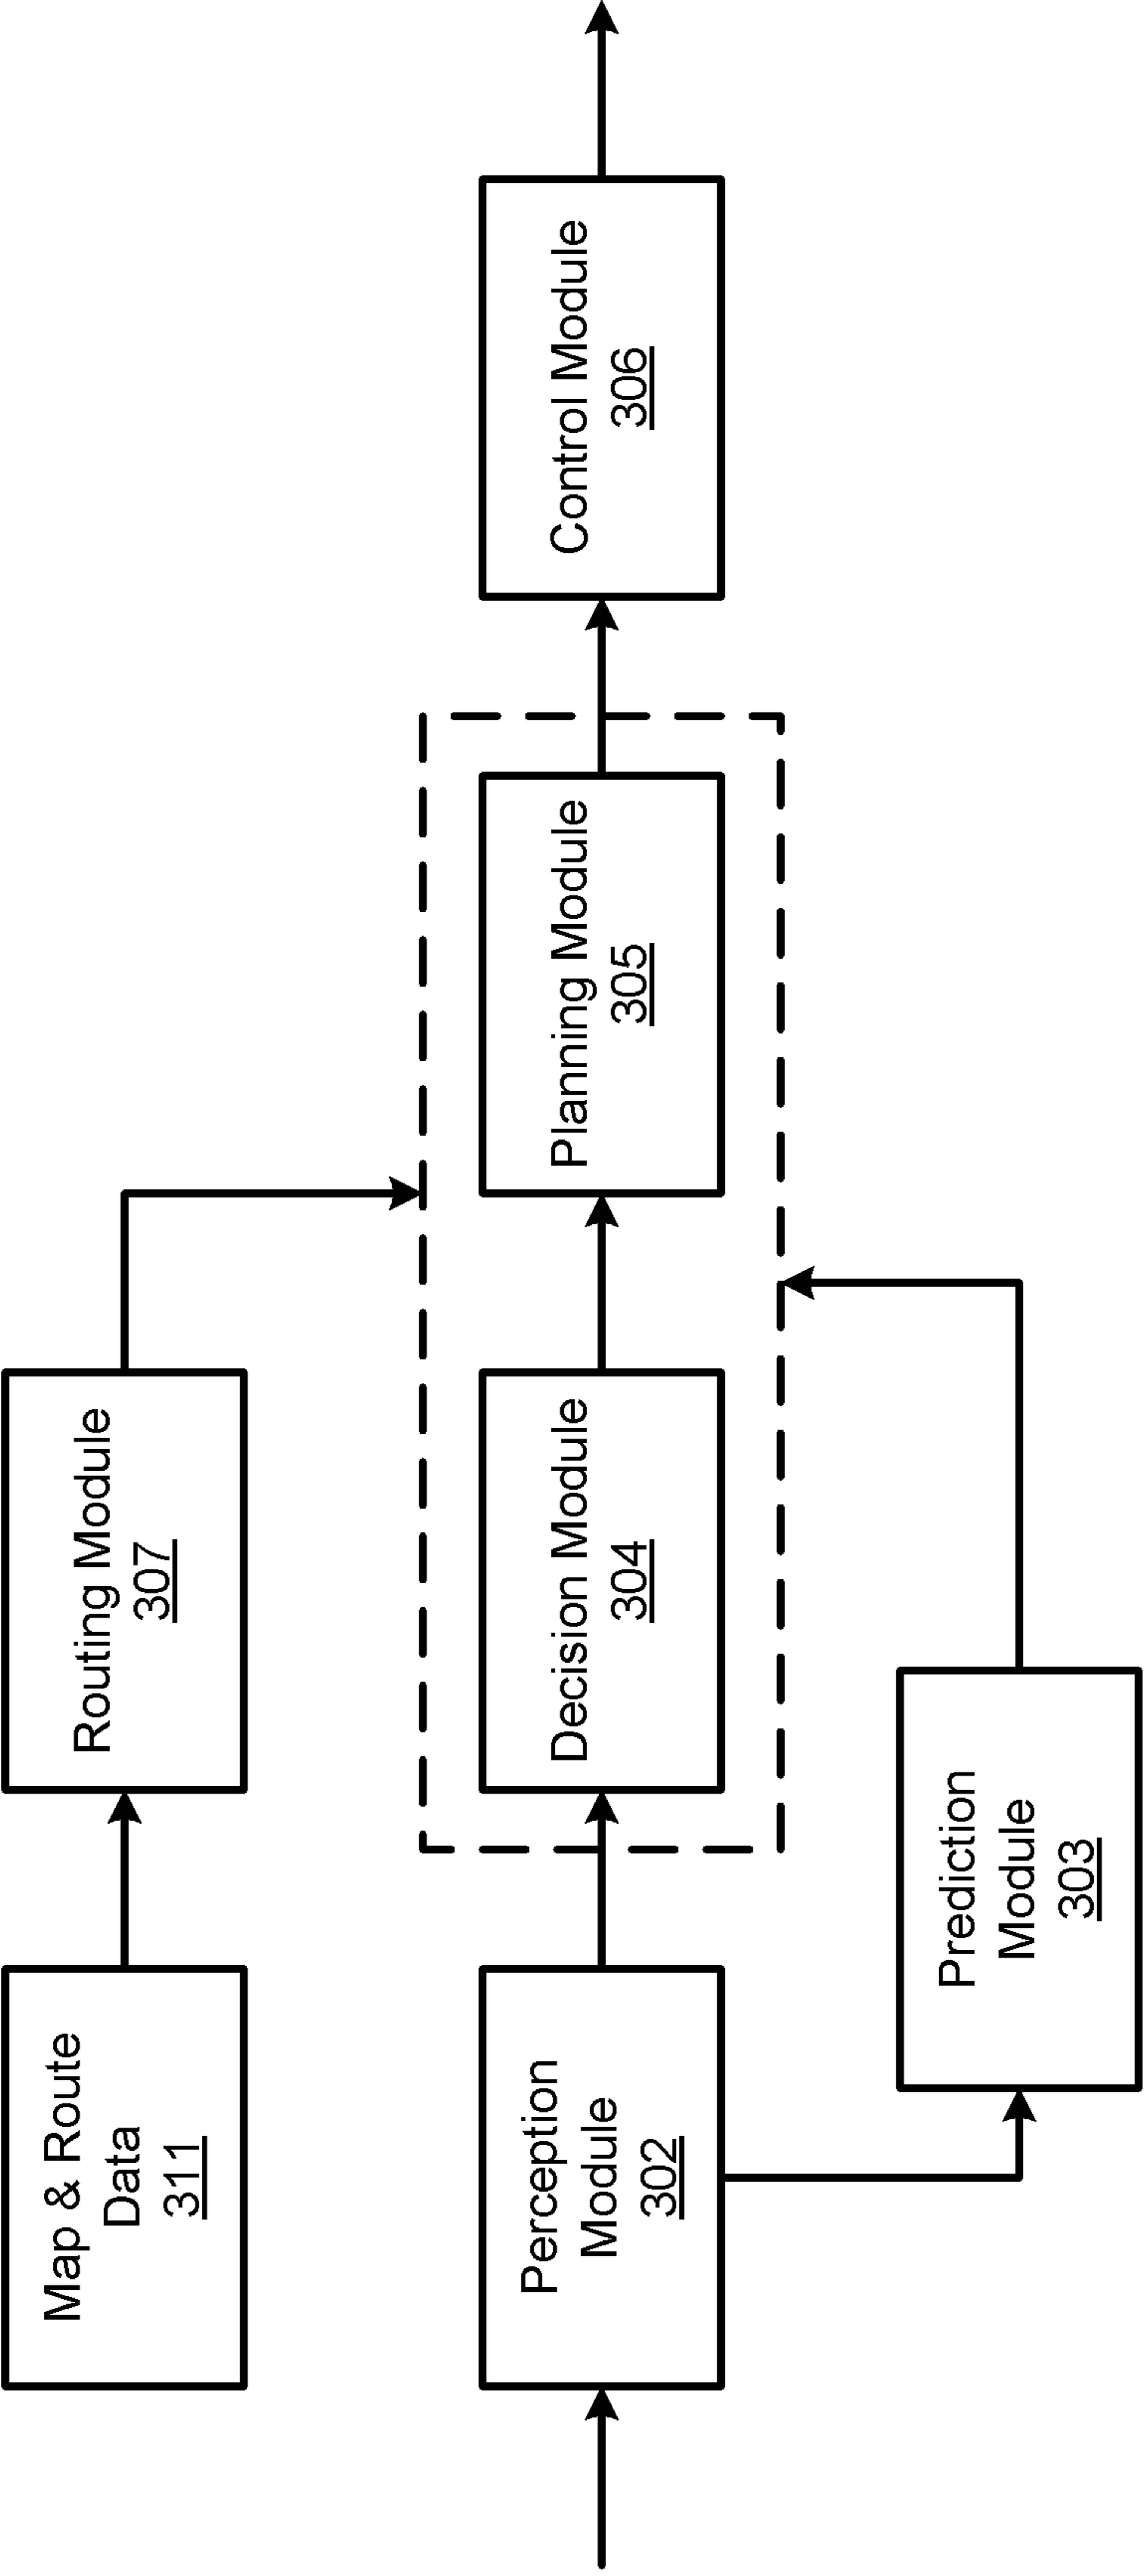 Map & Route
Data
311
Routing Module
307
Perception
Module
302
Decision Module
304
Planning Module
305
Control Module
306
Prediction
Module
303